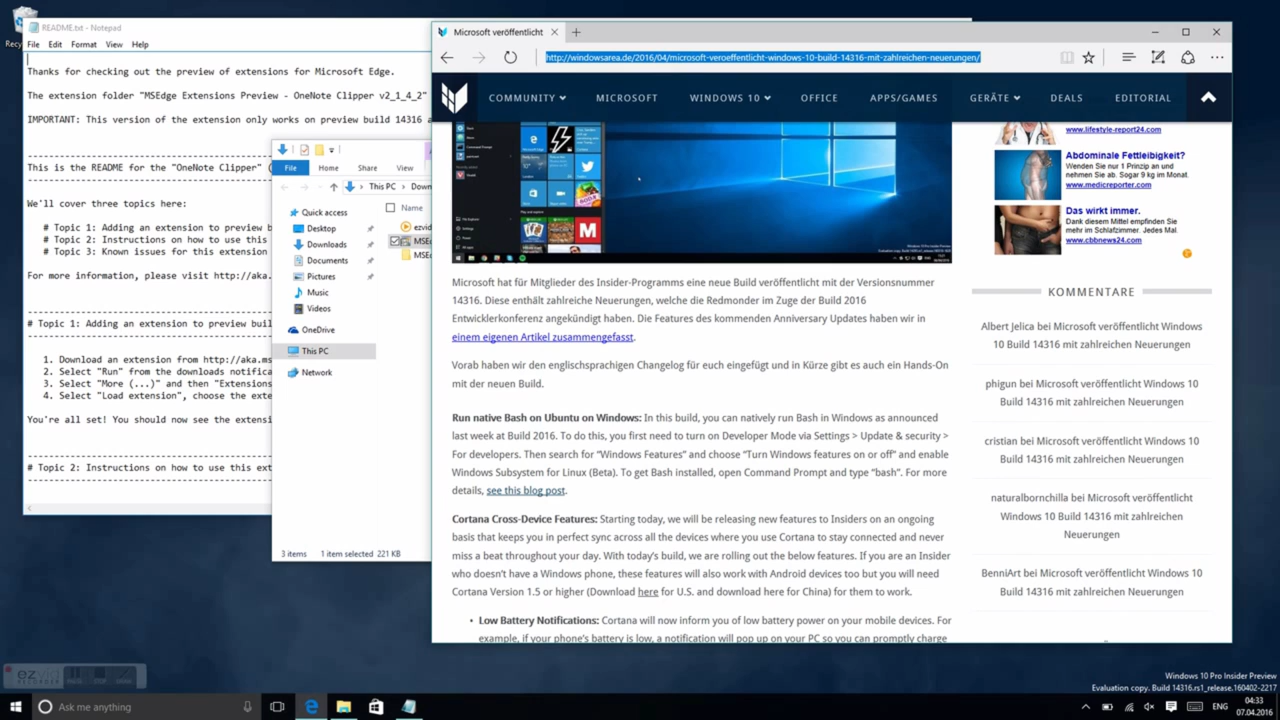 README.txt - Notepad
File Edit Format View Help
Thanks for checking out the preview of extensions for Microsoft Edge.
The extension folder "MSEdge Extensions Preview - OneNote Clipper v2_1_4_2"
IMPORTANT: This version of the extension only works on preview build 14316
This is the README for the "OneNote Clipper"
We'll cover three topics here:
# Topic 1: Adding an extension to preview
# Topic 2: Instructions on how to use this
# Topic 3: Known issues for this extension
For more information, please visit http://aka.
# Topic 1: Adding an extension to preview buil
1. Download an extension from http://aka.ms
2. Select "Run" from the downloads notifica
3. Select "More (...)" and then "Extensions
4. Select "Load extension", choose the exte
You're all set! You should now see the extensi
# Topic 2: Instructions on how to use this ext
File Home Share View
This PC Down
Name
Quick access
Desktop
Downloads
Documents
Pictures
Music
Videos
OneDrive
This PC
Network
ezvid
MSEd
MSEd
3 items 1 item selected 221 KB
Microsoft veröffentlicht
http://windowsarea.de/2016/04/microsoft-veroeffentlicht-windows-10-build-14316-mit-zahlreichen-neuerungen/
COMMUNITY MICROSOFT WINDOWS 10 OFFICE APPS/GAMES GERÄTE DEALS EDITORIAL
Microsoft hat für Mitglieder des Insider-Programms eine neue Build veröffentlicht mit der Versionsnummer
14316. Diese enthält zahlreiche Neuerungen, welche die Redmonder im Zuge der Build 2016
Entwicklerkonferenz angekündigt haben. Die Features des kommenden Anniversary Updates haben wir in
einem eigenen Artikel zusammengefasst.
Vorab haben wir den englischsprachigen Changelog für euch eingefügt und in Kürze gibt es auch ein Hands-On
mit der neuen Build.
Run native Bash on Ubuntu on Windows: In this build, you can natively run Bash in Windows as announced
last week at Build 2016. To do this, you first need to turn on Developer Mode via Settings > Update & security >
For developers. Then search for “Windows Features” and choose “Turn Windows features on or off” and enable
Windows Subsystem for Linux (Beta). To get Bash installed, open Command Prompt and type “bash”. For more
details, see this blog post.
Cortana Cross-Device Features: Starting today, we will be releasing new features to Insiders on an ongoing
basis that keeps you in perfect sync across all the devices where you use Cortana to stay connected and never
miss a beat throughout your day. With today’s build, we are rolling out the below features. If you are an Insider
who doesn’t have a Windows phone, these features will also work with Android devices too but you will need
Cortana Version 1.5 or higher (Download here for U.S. and download here for China) for them to work.
• Low Battery Notifications: Cortana will now inform you of low battery power on your mobile devices. For
example, if your phone’s battery is low, a notification will pop up on your PC so you can promptly charge
www.lifestyle-report24.com
Abdominale Fettleibigkeit?
Wenden Sie nur 1 Prinzip an und
nehmen Sie ab. Sogar 9 kg im Monat.
www.medicreporter.com
Das wirkt immer.
Dank diesem Mittel empfinden Sie
mehr im Schlafzimmer. Jedes Mal.
www.cbbnews24.com
KOMMENTARE
Albert Jelica bei Microsoft veröffentlicht Windows
10 Build 14316 mit zahlreichen Neuerungen
phigun bei Microsoft veröffentlicht Windows 10
Build 14316 mit zahlreichen Neuerungen
cristian bei Microsoft veröffentlicht Windows 10
Build 14316 mit zahlreichen Neuerungen
naturalbornchilla bei Microsoft veröffentlicht
Windows 10 Build 14316 mit zahlreichen
Neuerungen
BenniArt bei Microsoft veröffentlicht Windows 10
Build 14316 mit zahlreichen Neuerungen
ezvid
RECORDER
Windows 10 Pro Insider Preview
Evaluation copy. Build 14316.rs1_release.160402-2217
Ask me anything
ENG
04:33
07.04.2016